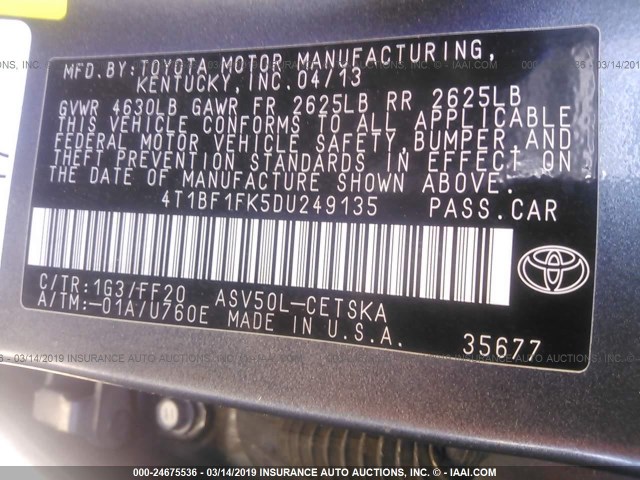 MFD.BY:TOYOTA MOTOR MANUFACTURING,
KENTUCKY, INC.04/13
GVWR 4630LB GAWR FR 2625LB RR 2625LB
THIS VEHICLE CONFORMS TO ALL APPLICABLE
FEDERAL MOTOR VEHICLE SAFETY,BUMPER,AND
THEFT PREVENTION STANDARDS IN EFFECT ON
THE DATE OF MANUFACTURE SHOWN ABOVE.
4T1BF1FK5DU249135 PASS.CAR
C/TR:1G3/FF20 ASV50L-CETSKA
A/TM:-01A/U760E MADE IN U.S.A.
35677
000-24675536 - 03/14/2019 INSURANCE AUTO AUCTIONS, INC. - IAAI.COM